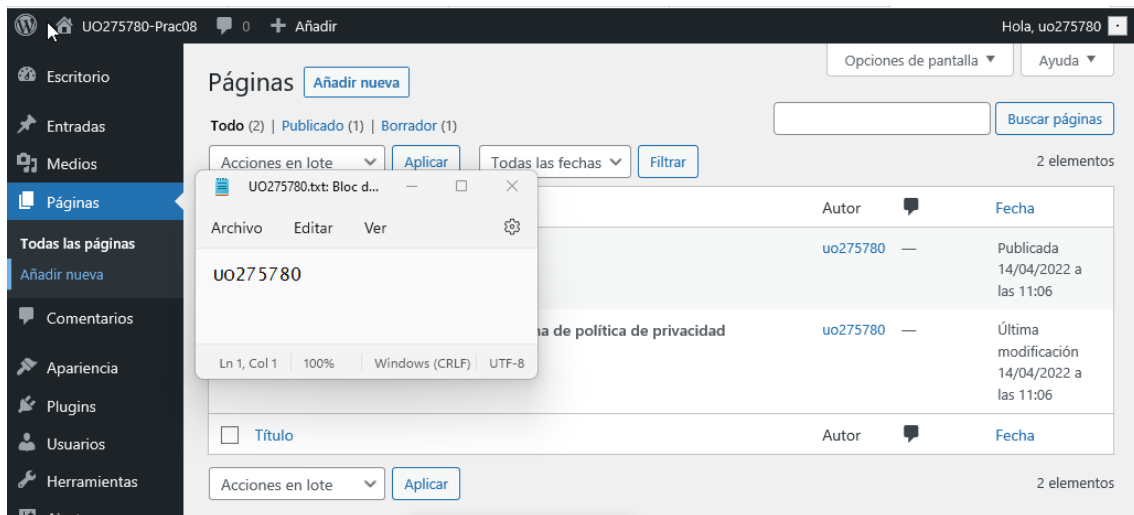 UO275780-Prac08 0 Añadir Hola, uo275780
Escritorio
Entradas
Medios
Páginas
Todas las páginas
Añadir nueva
Comentarios
Apariencia
Plugins
Usuarios
Herramientas
Opciones de pantalla Ayuda
Páginas Añadir nueva
Todo (2) | Publicado (1) | Borrador (1)
Buscar páginas
Acciones en lote Aplicar Todas las fechas Filtrar 2 elementos
UO275780.txt: Bloc d...
Archivo Editar Ver
UO275780
Ln 1, Col 1 100% Windows (CRLF) UTF-8
Autor Fecha
uo275780 — Publicada
14/04/2022 a
las 11:06
de política de privacidad uo275780 — Última
modificación
14/04/2022 a
las 11:06
Título Autor Fecha
Acciones en lote Aplicar 2 elementos